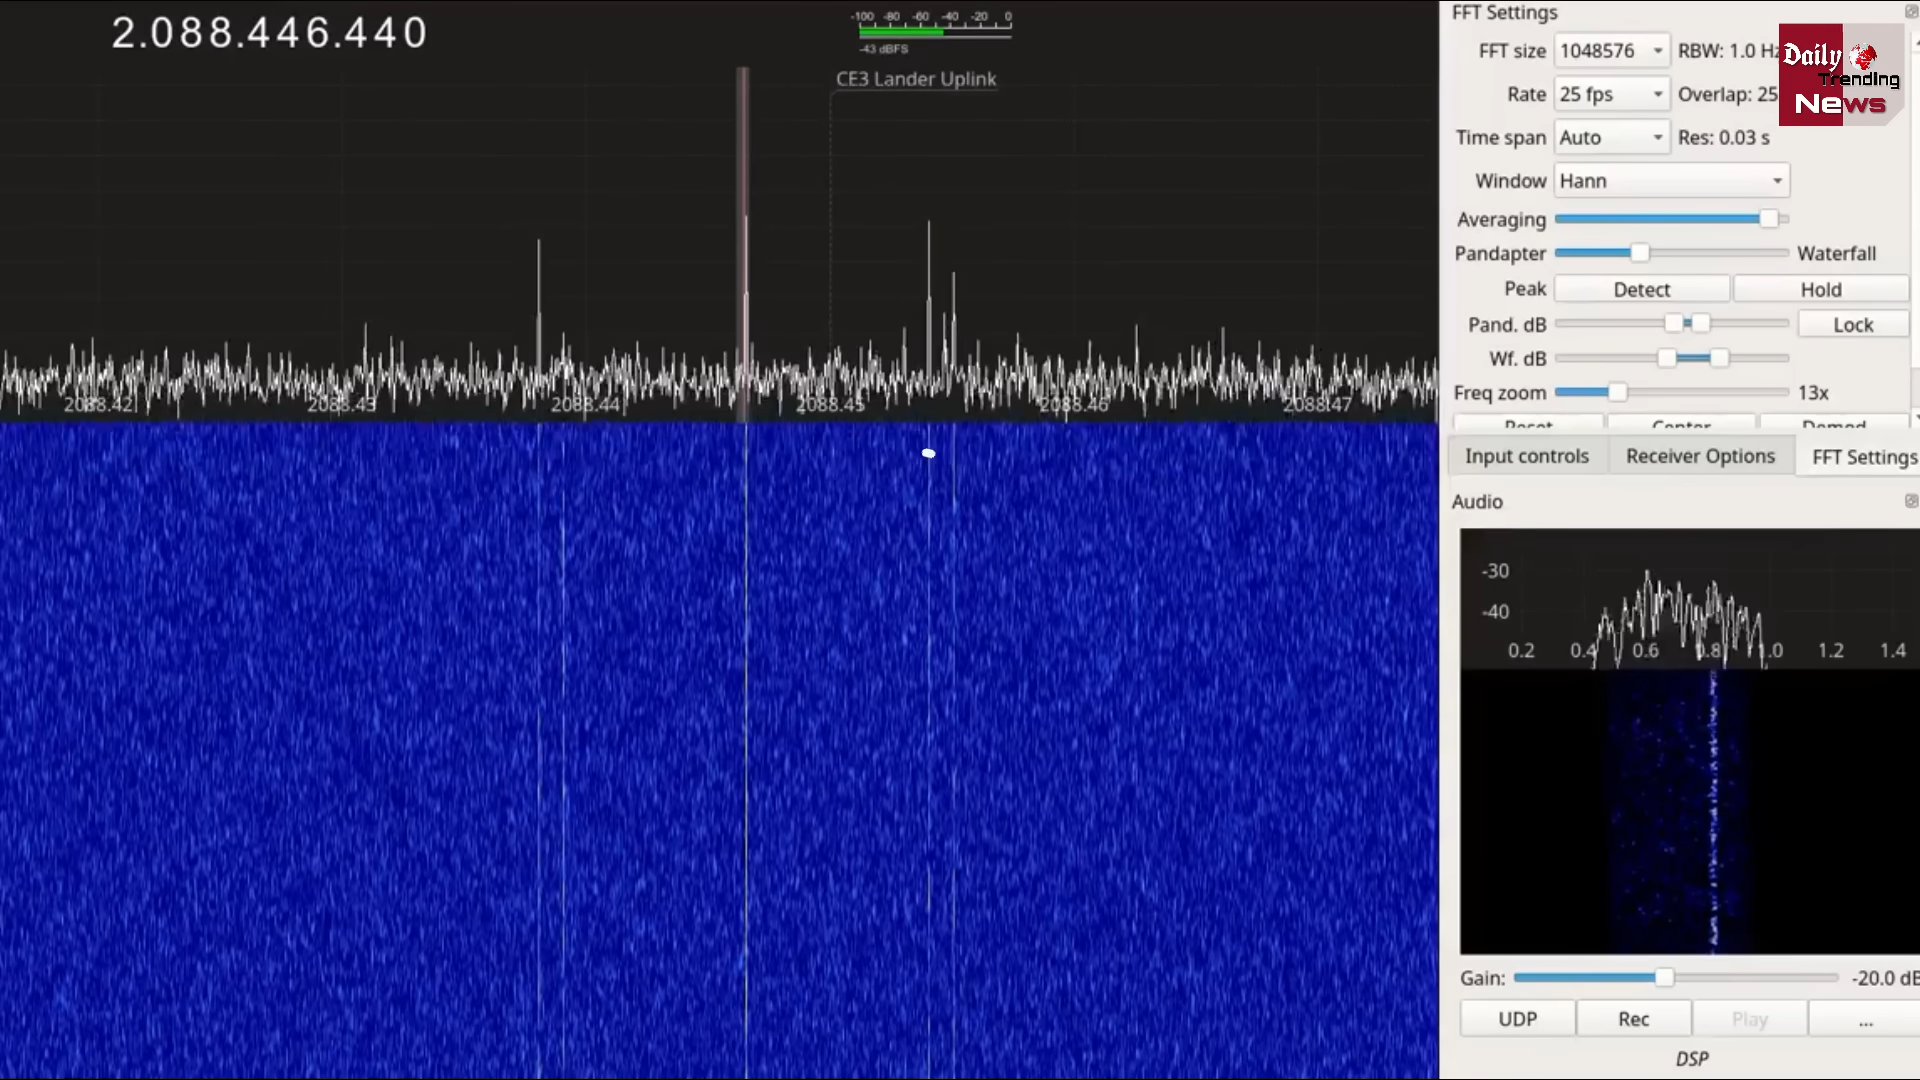 2.088.446.440
-100 -80 -60 -40 -20 0
-43 dBFS
CE3 Lander Uplink
2088.42 2088.43 2088.44 2088.45 2088.46 2088.47
FFT Settings
FFT size 1048576 RBW: 1.0 Hz
Rate 25 fps Overlap: 25
Time span Auto Res: 0.03 s
Window Hann
Averaging
Pandapter Waterfall
Peak Detect Hold
Pand. dB Lock
Wf. dB
Freq zoom 13x
Reset Center Demod
Input controls Receiver Options FFT Settings
Audio
-30
-40
0.2 0.4 0.6 0.8 1.0 1.2 1.4
Gain: -20.0 dB
UDP Rec Play ...
DSP
Daily
Trending
News